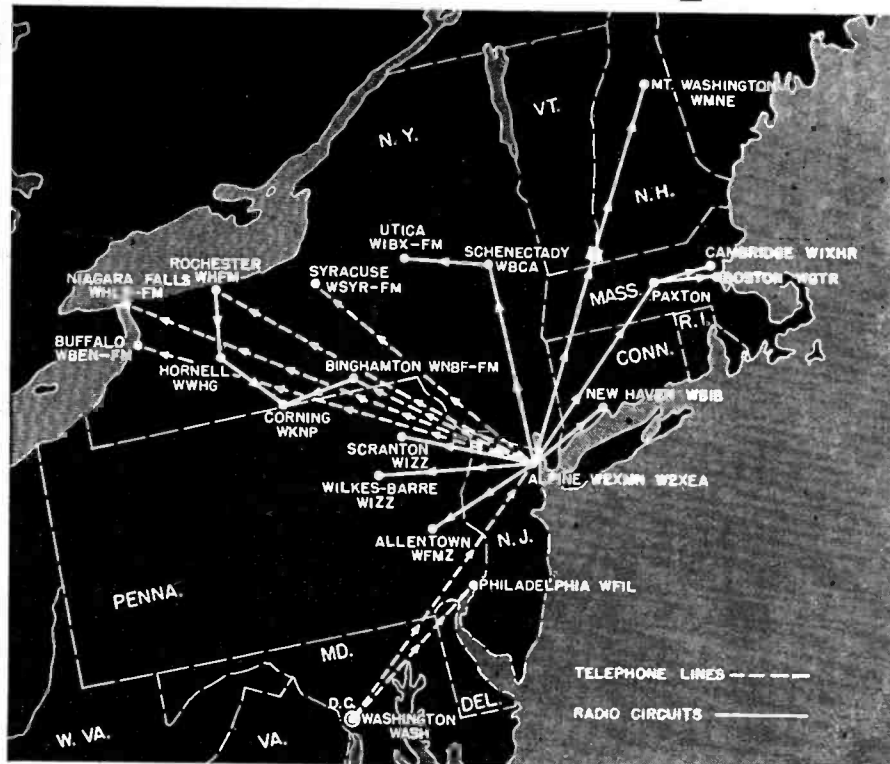 MT. WASHINGTON
WMNE
VT.
N.Y.
N.H.
UTICA
WIBX-FM
SCHENECTADY
WBCA
CAMBRIDGE W1XHR
BOSTON WBTR
MASS.
PAXTON
R.I.
CONN.
ROCHESTER
WHFM
SYRACUSE
WSYR-FM
NIAGARA FALLS
BUFFALO
WBEN-FM
HORNELL
WWHG
BINGHAMTON WNBF-FM
CORNING
WKNP
NEW HAVEN WBIB
SCRANTON
WIZZ
WILKES-BARRE
WIZZ
ALPINE W2XMN W2XEA
ALLENTOWN
WFMZ
N.J.
PHILADELPHIA WFIL
PENNA.
MD.
DEL.
D.C.
WASHINGTON
WASH
W. VA.
VA.
TELEPHONE LINES
RADIO CIRCUITS